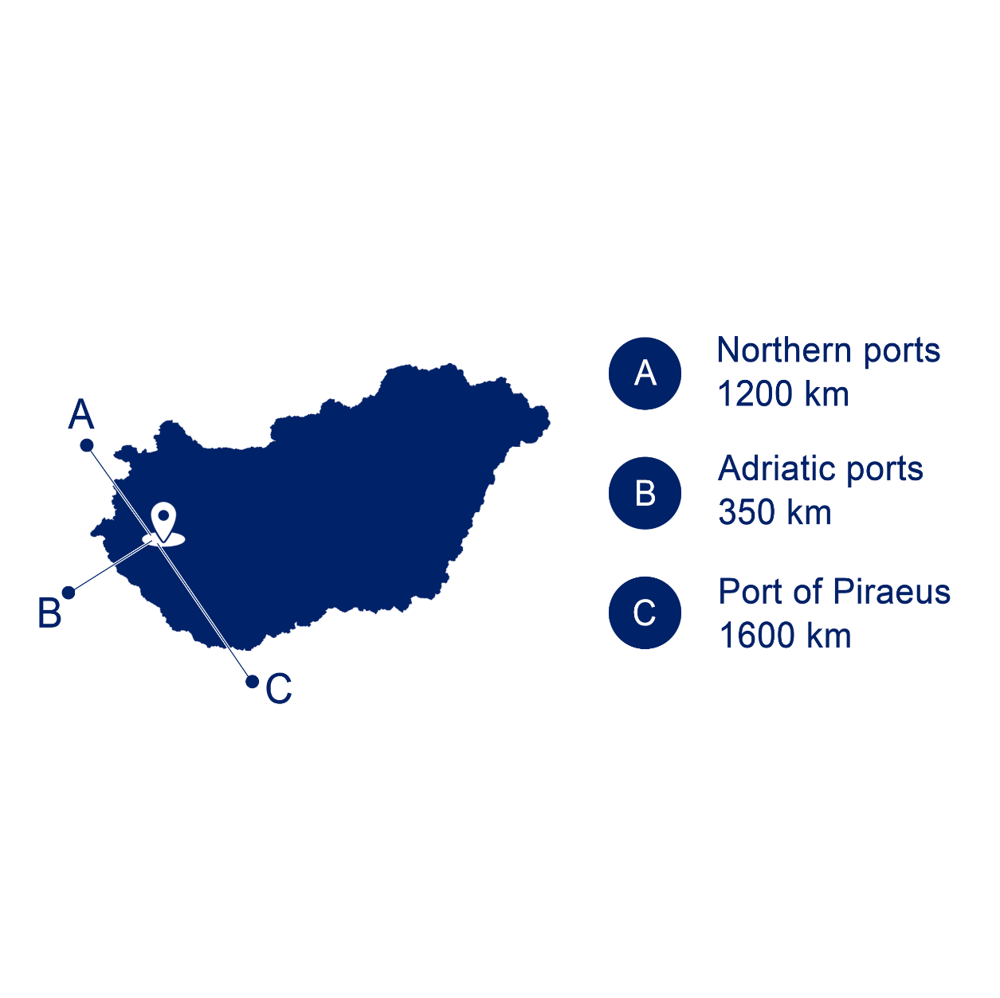 A
B
C
A
Northern ports
1200 km
B
Adriatic ports
350 km
C
Port of Piraeus
1600 km